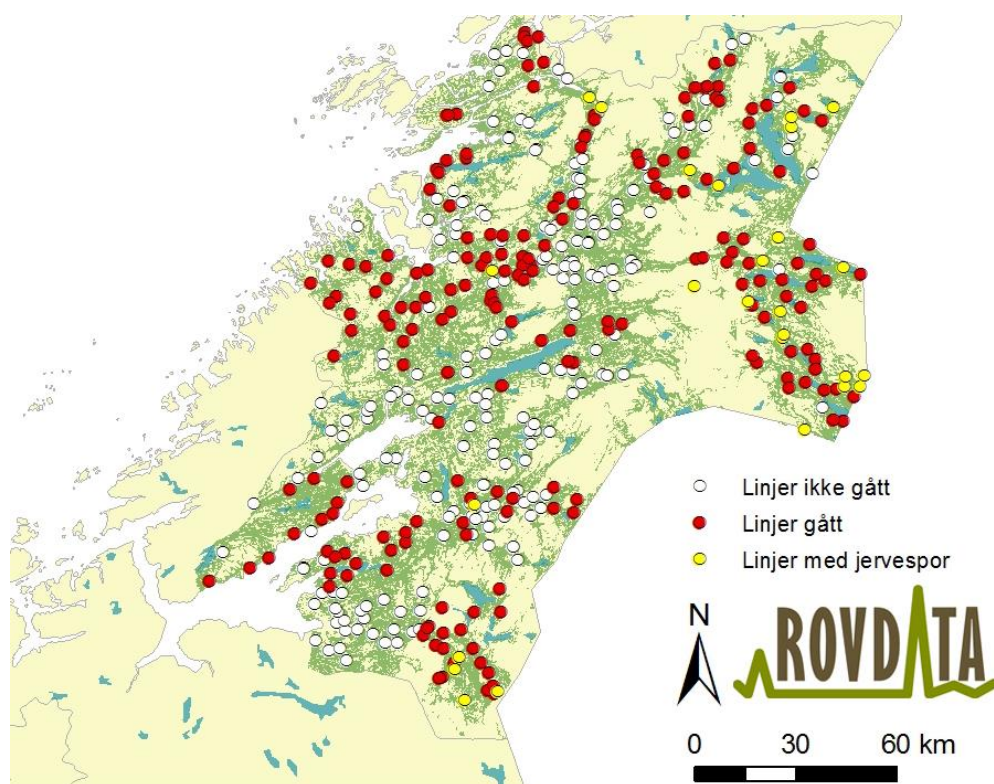 Linjer ikke gått
Linjer gått
Linjer med jervespor
N
ROVDATA
0 30 60 km